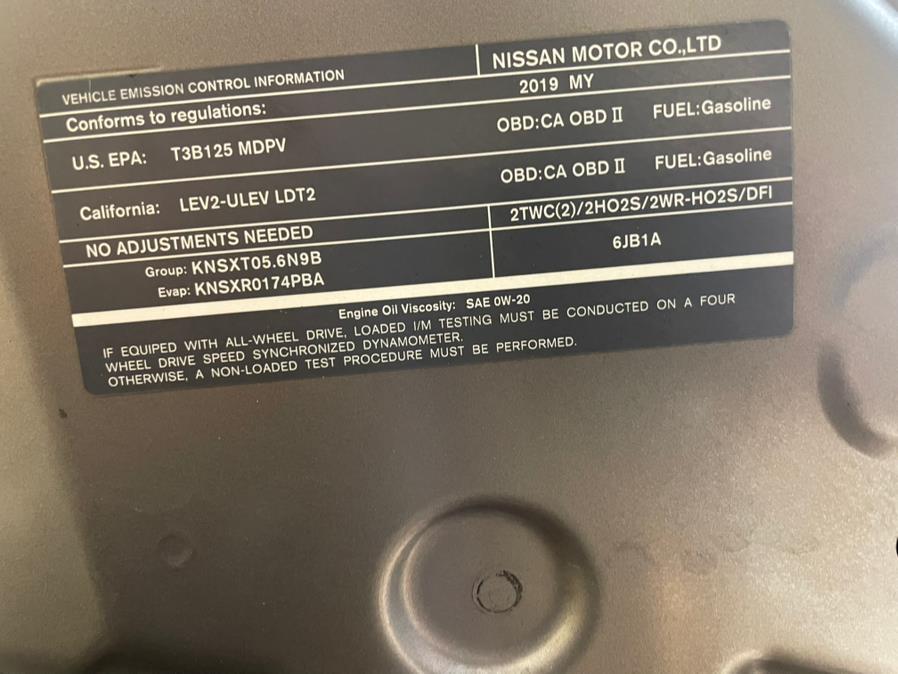 VEHICLE EMISSION CONTROL INFORMATION NISSAN MOTOR CO.,LTD
Conforms to regulations: 2019 MY
U.S. EPA: T3B125 MDPV OBD:CA OBD II FUEL:Gasoline
California: LEV2-ULEV LDT2 OBD:CA OBD II FUEL:Gasoline
NO ADJUSTMENTS NEEDED 2TWC(2)/2HO2S/2WR-HO2S/DFI
Group: KNSXT05.6N9B 6JB1A
Evap: KNSXR0174PBA
Engine Oil Viscosity: SAE 0W-20
IF EQUIPED WITH ALL-WHEEL DRIVE, LOADED I/M TESTING MUST BE CONDUCTED ON A FOUR
WHEEL DRIVE SPEED SYNCHRONIZED DYNAMOMETER.
OTHERWISE, A NON-LOADED TEST PROCEDURE MUST BE PERFORMED.